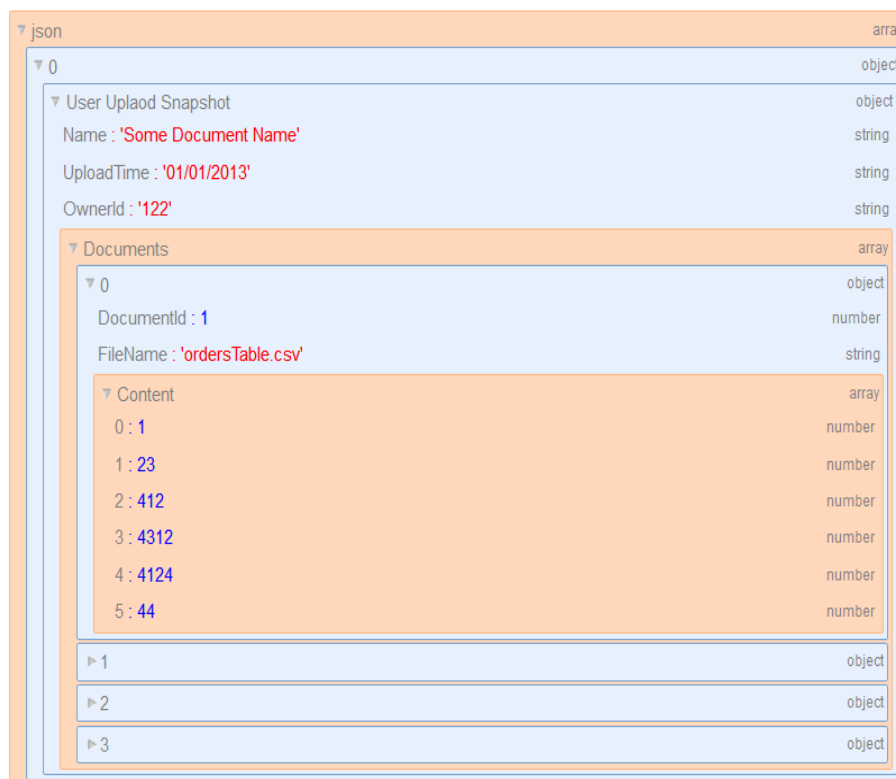 json arra
0 object
User Uplaod Snapshot object
Name : 'Some Document Name' string
UploadTime : '01/01/2013' string
OwnerId : '122' string
Documents array
0 object
DocumentId : 1 number
FileName : 'ordersTable.csv' string
Content array
0 : 1 number
1 : 23 number
2 : 412 number
3 : 4312 number
4 : 4124 number
5 : 44 number
1 object
2 object
3 object